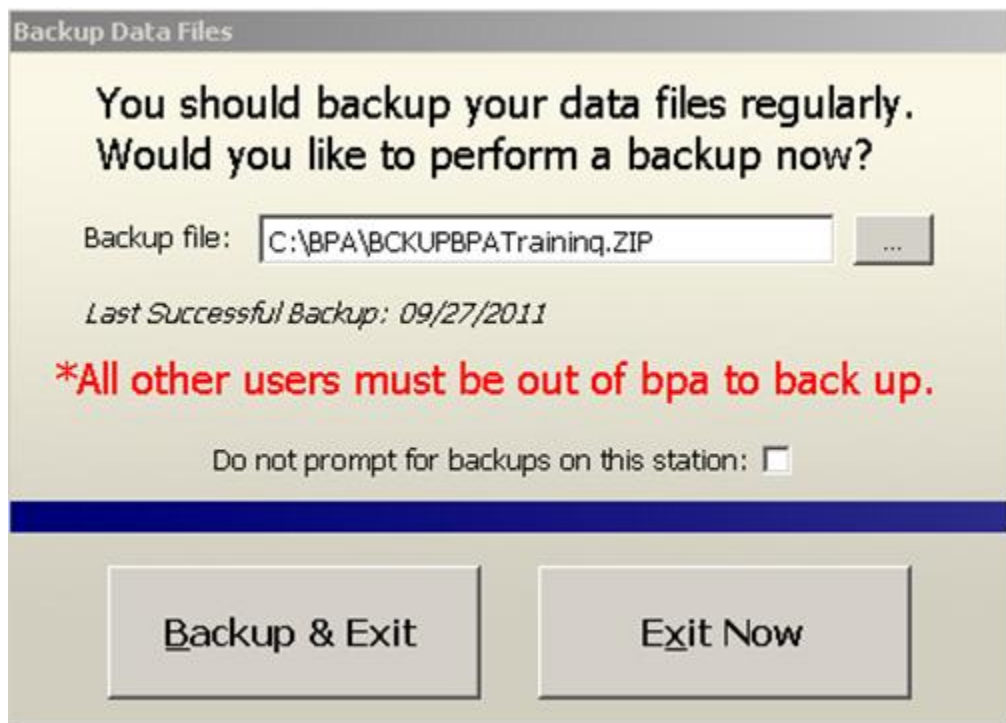 Backup Data Files
You should backup your data files regularly.
Would you like to perform a backup now?
Backup file: C:\BPA\BCKUPBPATraining.ZIP ...
Last Successful Backup: 09/27/2011
*All other users must be out of bpa to back up.
Do not prompt for backups on this station:
Backup & Exit Exit Now